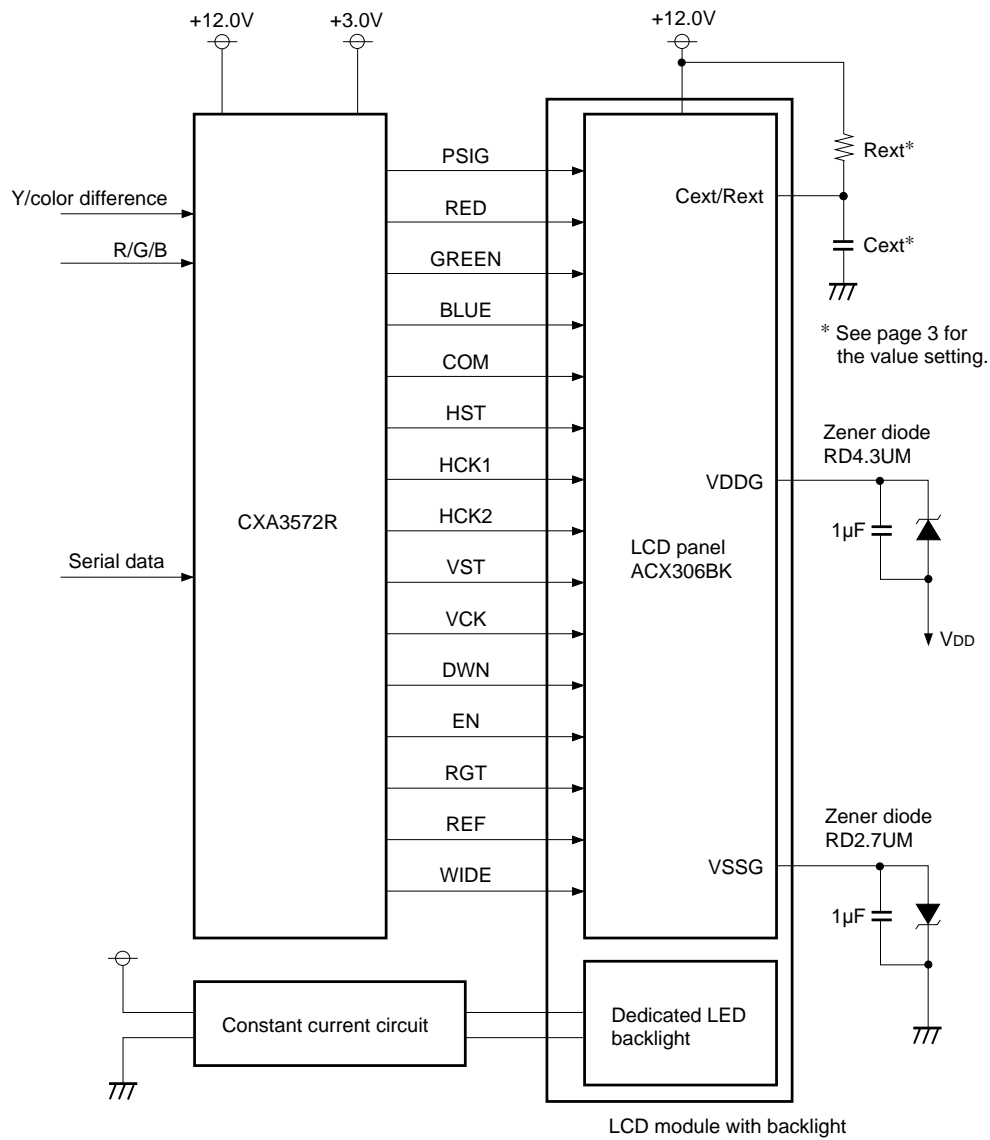 +12.0V
+3.0V
+12.0V
Y/color difference
R/G/B
Serial data
CXA3572R
PSIG
RED
GREEN
BLUE
COM
HST
HCK1
HCK2
VST
VCK
DWN
EN
RGT
REF
WIDE
Cext/Rext
VDDG
LCD panel
ACX306BK
VSSG
Rext*
Cext*
* See page 3 for
the value setting.
Zener diode
RD4.3UM
1µF
VDD
Zener diode
RD2.7UM
1µF
Constant current circuit
Dedicated LED
backlight
LCD module with backlight